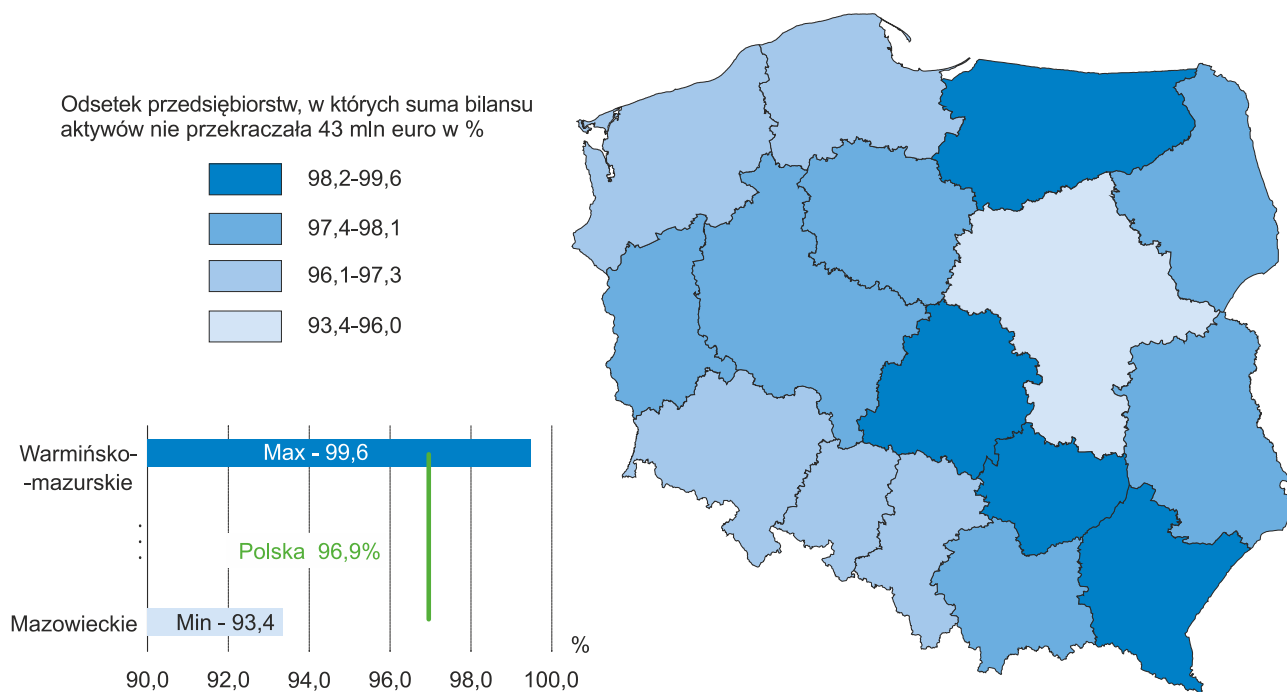 Odsetek przedsiębiorstw, w których suma bilansu
aktywów nie przekraczała 43 mln euro w %
98,2-99,6
97,4-98,1
96,1-97,3
93,4-96,0
Warmińsko-
-mazurskie
Max - 99,6
Polska 96,9%
Mazowieckie
Min - 93,4
%
90,0 92,0 94,0 96,0 98,0 100,0